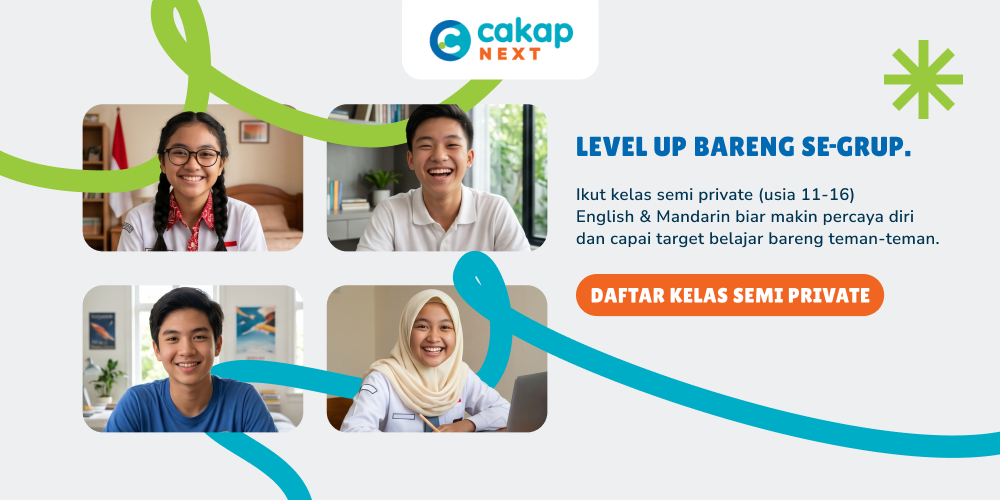 cakap
NEXT
LEVEL UP BARENG SE-GRUP.
Ikut kelas semi private (usia 11-16)
English & Mandarin biar makin percaya diri
dan capai target belajar bareng teman-teman.
DAFTAR KELAS SEMI PRIVATE